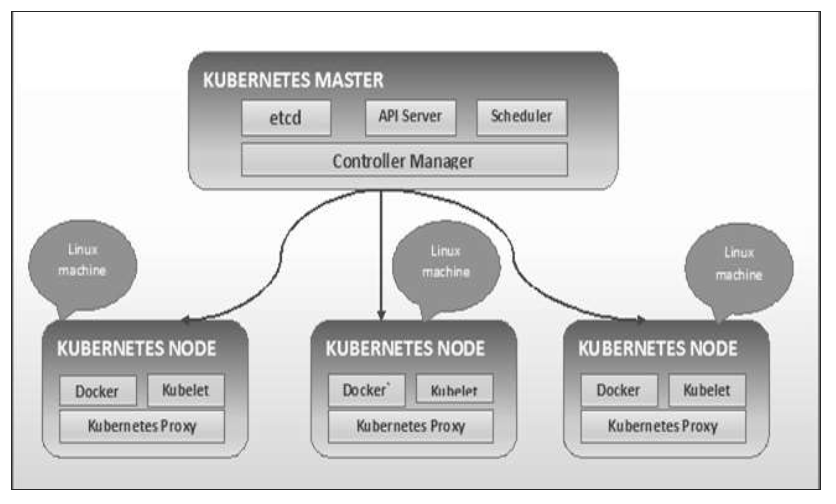 KUBERNETES MASTER
etcd
API Server
Scheduler
Controller Manager
Linux
machine
Linux
machine
Linux
machine
KUBERNETES NODE
Docker
Kubelet
Kubernetes Proxy
KUBERNETES NODE
Docker`
Kubelet
Kubernetes Proxy
KUBERNETES NODE
Docker
Kubelet
Kubernetes Proxy